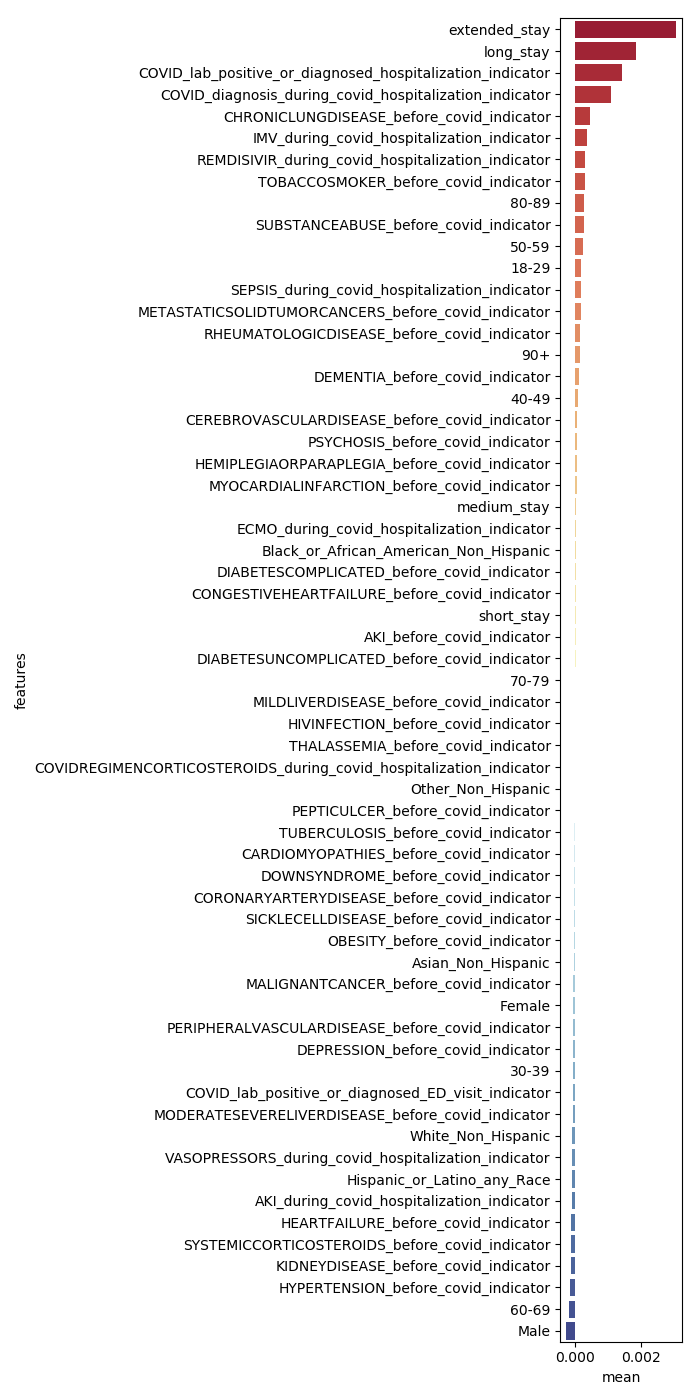 extended_stay
long_stay
COVID_lab_positive_or_diagnosed_hospitalization_indicator
COVID_diagnosis_during_covid_hospitalization_indicator
CHRONICLUNGDISEASE_before_covid_indicator
IMV_during_covid_hospitalization_indicator
REMDISIVIR_during_covid_hospitalization_indicator
TOBACCOSMOKER_before_covid_indicator
80-89
SUBSTANCEABUSE_before_covid_indicator
50-59
18-29
SEPSIS_during_covid_hospitalization_indicator
METASTATICSOLIDTUMORCANCERS_before_covid_indicator
RHEUMATOLOGICDISEASE_before_covid_indicator
90+
DEMENTIA_before_covid_indicator
40-49
CEREBROVASCULARDISEASE_before_covid_indicator
PSYCHOSIS_before_covid_indicator
HEMIPLEGIAORPARAPLEGIA_before_covid_indicator
MYOCARDIALINFARCTION_before_covid_indicator
medium_stay
ECMO_during_covid_hospitalization_indicator
Black_or_African_American_Non_Hispanic
DIABETESCOMPLICATED_before_covid_indicator
CONGESTIVEHEARTFAILURE_before_covid_indicator
short_stay
AKI_before_covid_indicator
DIABETESUNCOMPLICATED_before_covid_indicator
70-79
MILDLIVERDISEASE_before_covid_indicator
HIVINFECTION_before_covid_indicator
THALASSEMIA_before_covid_indicator
COVIDREGIMENCORTICOSTEROIDS_during_covid_hospitalization_indicator
Other_Non_Hispanic
PEPTICULCER_before_covid_indicator
TUBERCULOSIS_before_covid_indicator
CARDIOMYOPATHIES_before_covid_indicator
DOWNSYNDROME_before_covid_indicator
CORONARYARTERYDISEASE_before_covid_indicator
SICKLECELLDISEASE_before_covid_indicator
OBESITY_before_covid_indicator
Asian_Non_Hispanic
MALIGNANTCANCER_before_covid_indicator
Female
PERIPHERALVASCULARDISEASE_before_covid_indicator
DEPRESSION_before_covid_indicator
30-39
COVID_lab_positive_or_diagnosed_ED_visit_indicator
MODERATESEVERELIVERDISEASE_before_covid_indicator
White_Non_Hispanic
VASOPRESSORS_during_covid_hospitalization_indicator
Hispanic_or_Latino_any_Race
AKI_during_covid_hospitalization_indicator
HEARTFAILURE_before_covid_indicator
SYSTEMICCORTICOSTEROIDS_before_covid_indicator
KIDNEYDISEASE_before_covid_indicator
HYPERTENSION_before_covid_indicator
60-69
Male
features
0.000 0.002
mean